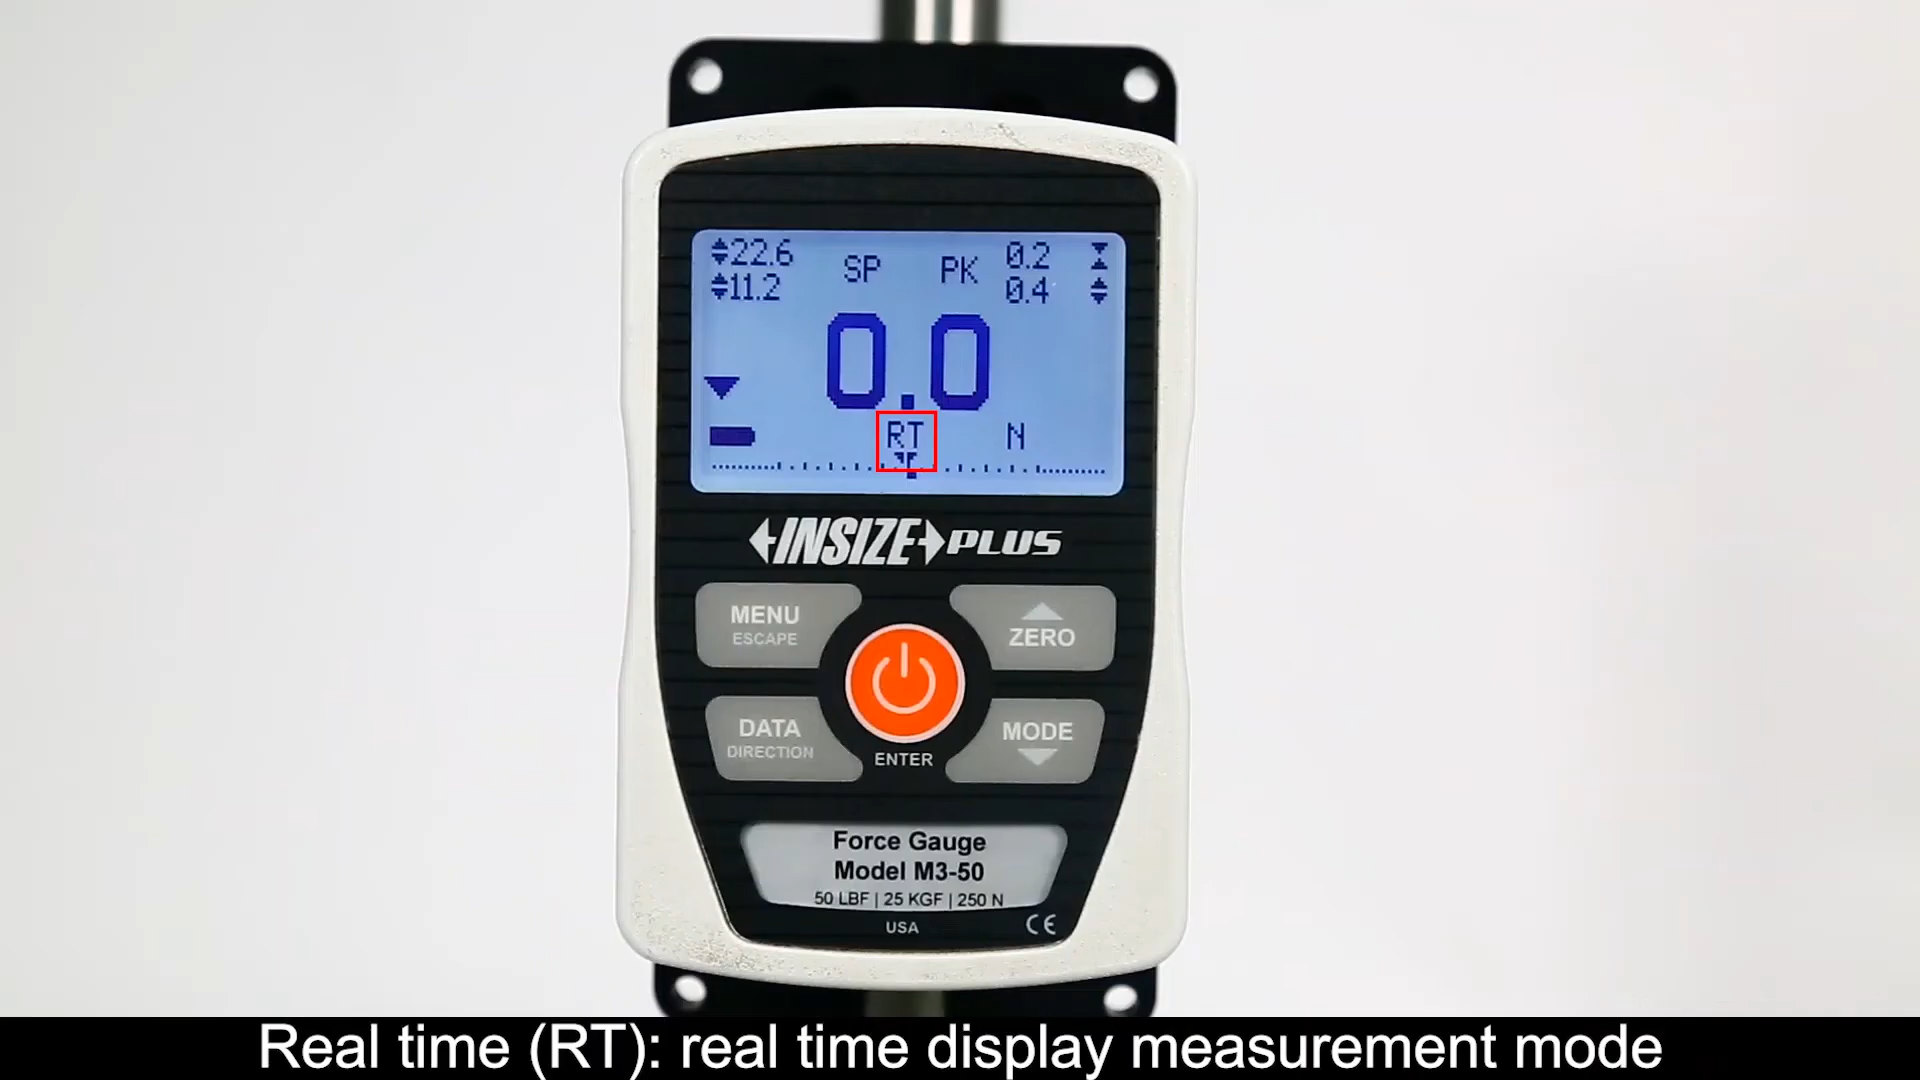 22.6 SP PK 0.2
11.2 0.4
0.0
RT N
INSIZE PLUS
MENU
ESCAPE
ZERO
DATA
DIRECTION
MODE
ENTER
Force Gauge
Model M3-50
50 LBF | 25 KGF | 250 N
USA CE
Real time (RT): real time display measurement mode